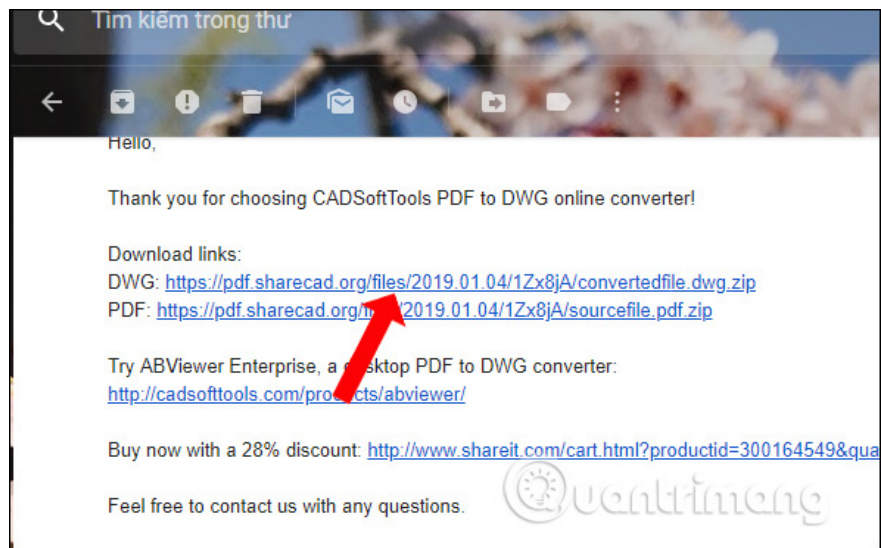 Tìm kiếm trong thư
Hello,
Thank you for choosing CADSoftTools PDF to DWG online converter!
Download links:
DWG: https://pdf.sharecad.org/files/2019.01.04/1Zx8jA/convertedfile.dwg.zip
PDF: https://pdf.sharecad.org/fi /2019.01.04/1Zx8jA/sourcefile.pdf.zip
Try ABViewer Enterprise, a desktop PDF to DWG converter:
http://cadsofttools.com/products/abviewer/
Buy now with a 28% discount: http://www.shareit.com/cart.html?productid=300164549&qua
Feel free to contact us with any questions.
Quantrimang